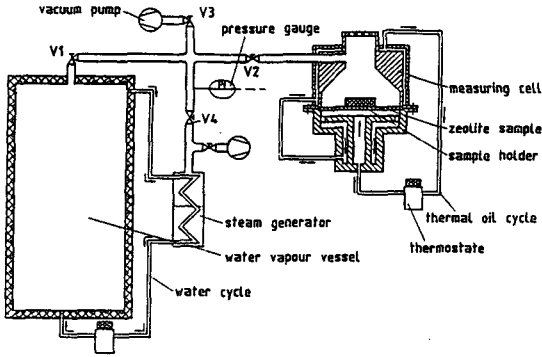 vacuum pump
V3
pressure gauge
V1
V2
measuring cell
zeolite sample
V4
sample holder
thermal oil cycle
steam generator
thermostate
water vapour vessel
water cycle